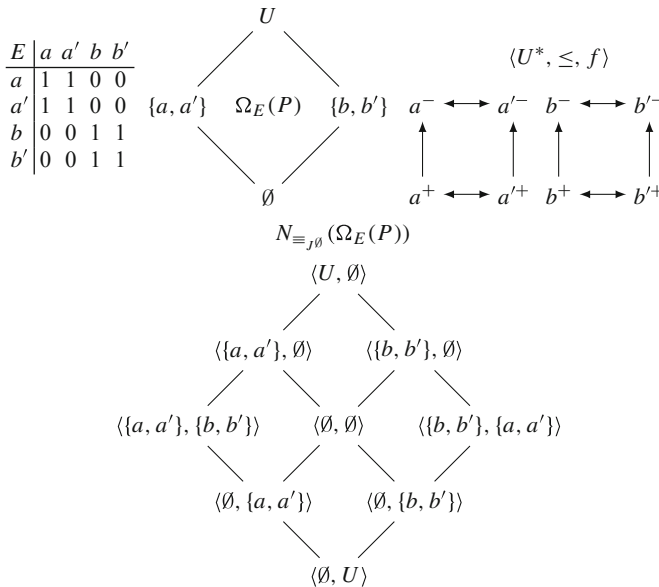 U
E a a′ b b′
a 1 1 0 0
a′ 1 1 0 0
b 0 0 1 1
b′ 0 0 1 1
{a, a′} Ω_E(P) {b, b′}
∅
⟨U*, ≤, f⟩
a⁻ a′⁻ b⁻ b′⁻
a⁺ a′⁺ b⁺ b′⁺
N_{≡_{J^∅}}(Ω_E(P))
⟨U, ∅⟩
⟨{a, a′}, ∅⟩ ⟨{b, b′}, ∅⟩
⟨{a, a′}, {b, b′}⟩ ⟨∅, ∅⟩ ⟨{b, b′}, {a, a′}⟩
⟨∅, {a, a′}⟩ ⟨∅, {b, b′}⟩
⟨∅, U⟩